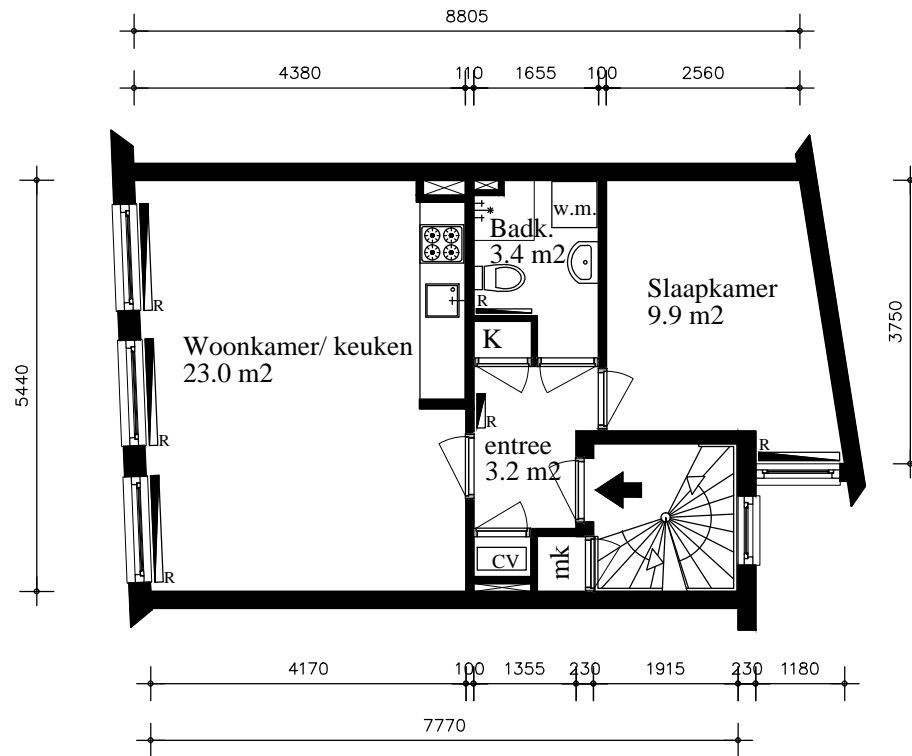 8805
4380 110 1655 100 2560
w.m.
Badk.
3.4 m2
Slaapkamer
9.9 m2
R
R
Woonkamer/ keuken
23.0 m2
K
5440
3750
R
R
entree
3.2 m2
R
CV
mk
R
4170 100 1355 230 1915 230 1180
7770